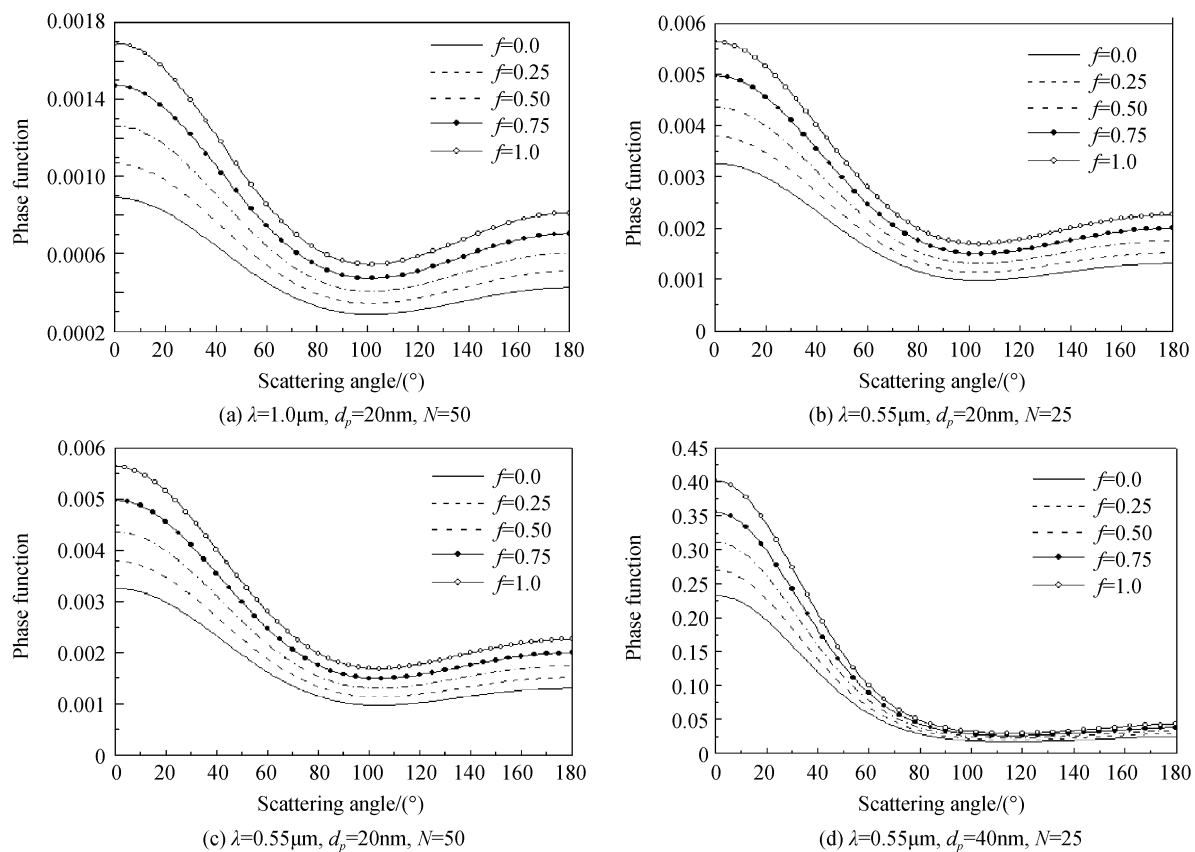 0.0018
0.0014
0.0010
0.0006
0.0002
Phase function
f=0.0
f=0.25
f=0.50
f=0.75
f=1.0
0 20 40 60 80 100 120 140 160 180
Scattering angle/(°)
(a) λ=1.0μm, dp=20nm, N=50
0.006
0.005
0.004
0.003
0.002
0.001
0
Phase function
f=0.0
f=0.25
f=0.50
f=0.75
f=1.0
0 20 40 60 80 100 120 140 160 180
Scattering angle/(°)
(b) λ=0.55μm, dp=20nm, N=25
0.006
0.005
0.004
0.003
0.002
0.001
0
Phase function
f=0.0
f=0.25
f=0.50
f=0.75
f=1.0
0 20 40 60 80 100 120 140 160 180
Scattering angle/(°)
(c) λ=0.55μm, dp=20nm, N=50
0.45
0.40
0.35
0.30
0.25
0.20
0.15
0.10
0.05
0
Phase function
f=0.0
f=0.25
f=0.50
f=0.75
f=1.0
0 20 40 60 80 100 120 140 160 180
Scattering angle/(°)
(d) λ=0.55μm, dp=40nm, N=25